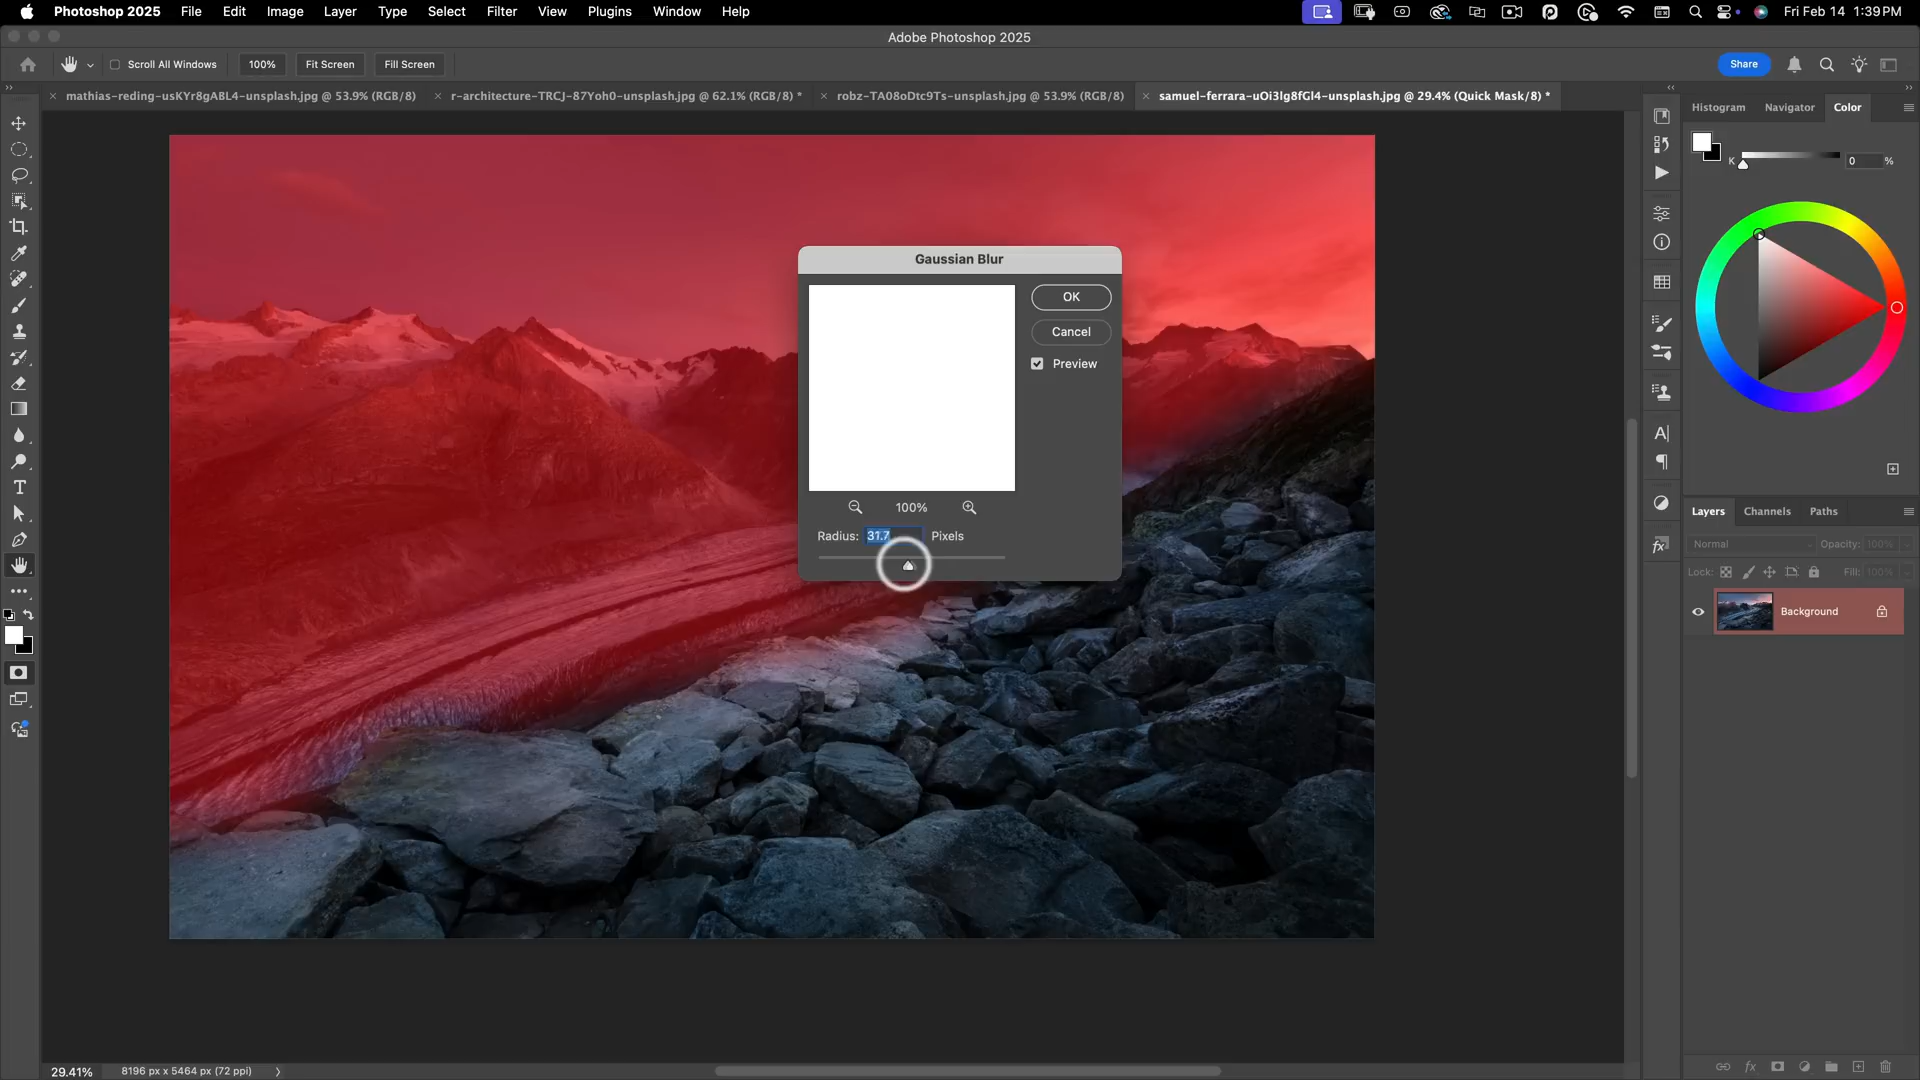 Photoshop 2025 File Edit Image Layer Type Select Filter View Plugins Window Help Fri Feb 14 1:39 PM
Adobe Photoshop 2025
Scroll All Windows 100% Fit Screen Fill Screen Share
mathias-reding-usKYr8gABL4-unsplash.jpg @ 53.9% (RGB/8) r-architecture-TRCJ-87Yoh0-unsplash.jpg @ 62.1% (RGB/8) * robz-TA08oDtc9Ts-unsplash.jpg @ 53.9% (RGB/8) samuel-ferrara-uOi3lg8fGl4-unsplash.jpg @ 29.4% (Quick Mask/8) *
Histogram Navigator Color
K 0 %
Gaussian Blur
OK
Cancel
Preview
100%
Radius: 31.7 Pixels
Layers Channels Paths
Normal Opacity: 100%
Lock: Fill: 100%
Background
fx
29.41% 8196 px x 5464 px (72 ppi)